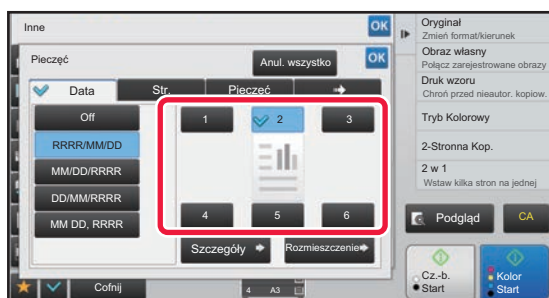 Inne
OK
Pieczęć
Anul. wszystko
OK
Data
Str.
Pieczęć
Off
RRRR/MM/DD
MM/DD/RRRR
DD/MM/RRRR
MM DD, RRRR
1
2
3
4
5
6
Szczegóły
Rozmieszczenie
Cofnij
4 A3
Oryginał
Zmień format/kierunek
Obraz własny
Połącz zarejestrowane obrazy
Druk wzoru
Chroń przed nieautor. kopiow.
Tryb Kolorowy
2-Stronna Kop.
2 w 1
Wstaw kilka stron na jednej
Podgląd
CA
Cz.-b.
Start
Kolor
Start